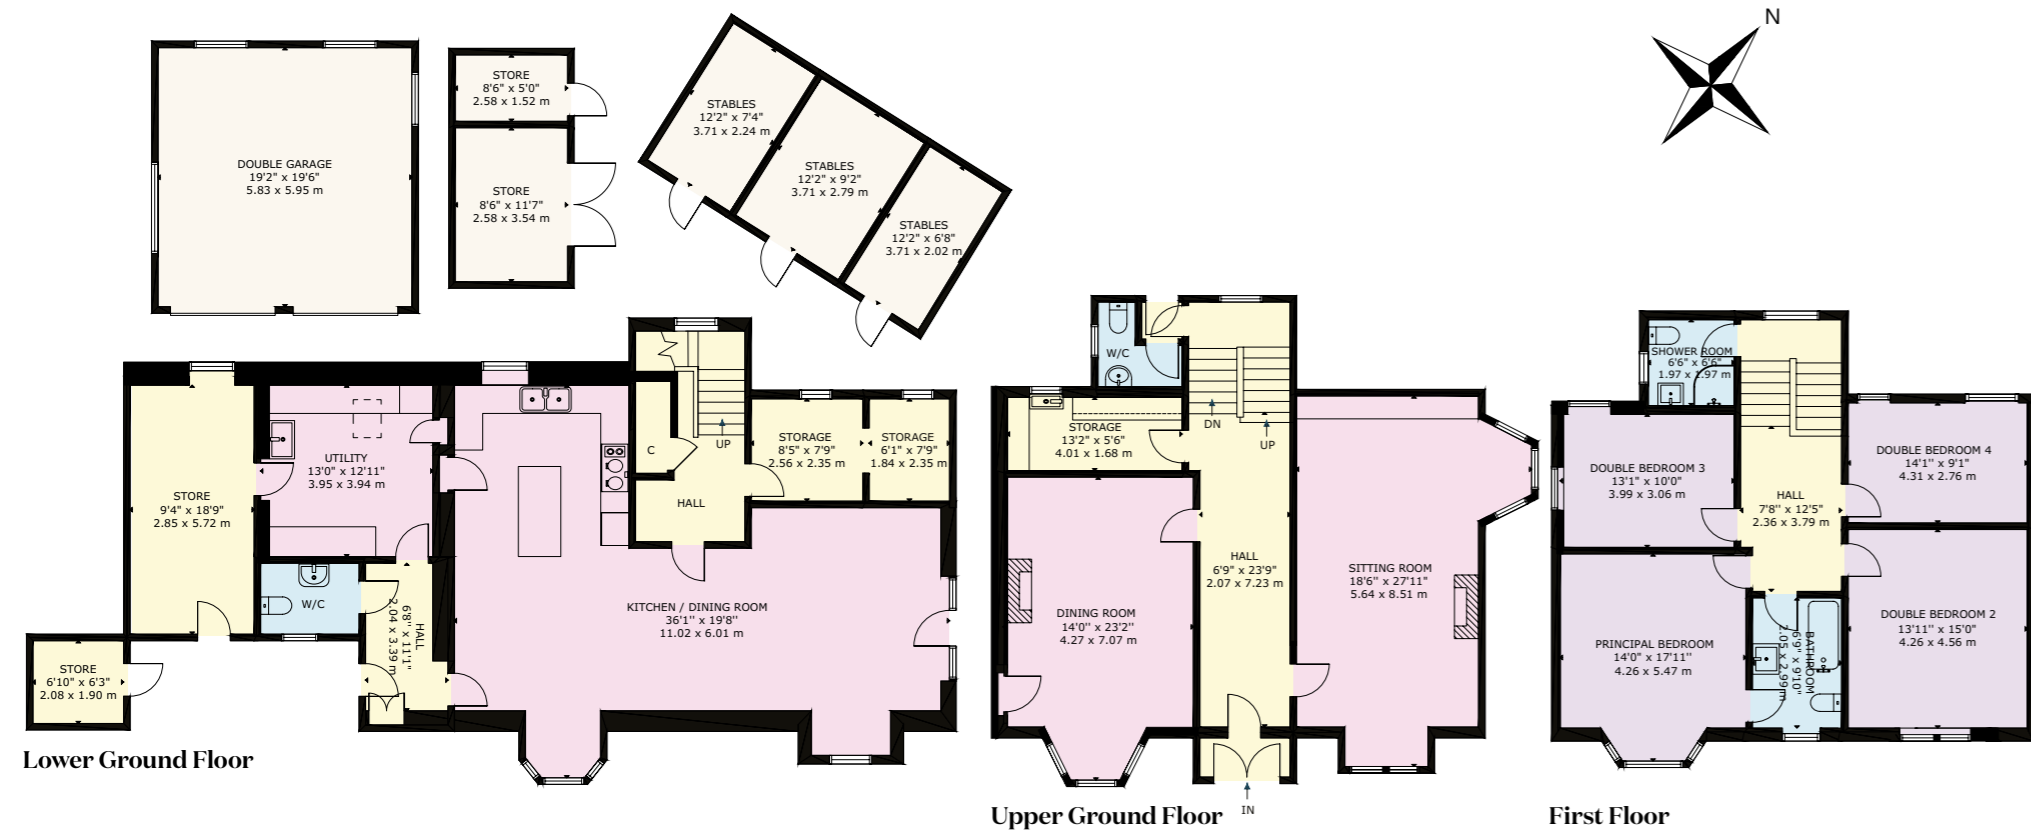 N
DOUBLE GARAGE
19'2" x 19'6"
5.83 x 5.95 m
STORE
8'6" x 5'0"
2.58 x 1.52 m
STORE
8'6" x 11'7"
2.58 x 3.54 m
STABLES
12'2" x 7'4"
3.71 x 2.24 m
STABLES
12'2" x 9'2"
3.71 x 2.79 m
STABLES
12'2" x 6'8"
3.71 x 2.02 m
STORE
9'4" x 18'9"
2.85 x 5.72 m
UTILITY
13'0" x 12'11"
3.95 x 3.94 m
W/C
HALL
6'8" x 11'1"
2.04 x 3.39 m
STORE
6'10" x 6'3"
2.08 x 1.90 m
C
UP
HALL
STORAGE
8'5" x 7'9"
2.56 x 2.35 m
STORAGE
6'1" x 7'9"
1.84 x 2.35 m
KITCHEN / DINING ROOM
36'1" x 19'8"
11.02 x 6.01 m
Lower Ground Floor
W/C
STORAGE
13'2" x 5'6"
4.01 x 1.68 m
DN
UP
HALL
6'9" x 23'9"
2.07 x 7.23 m
DINING ROOM
14'0" x 23'2"
4.27 x 7.07 m
SITTING ROOM
18'6" x 27'11"
5.64 x 8.51 m
IN
Upper Ground Floor
SHOWER ROOM
6'6" x 6'6"
1.97 x 1.97 m
DOUBLE BEDROOM 3
13'1" x 10'0"
3.99 x 3.06 m
HALL
7'8" x 12'5"
2.36 x 3.79 m
DOUBLE BEDROOM 4
14'1" x 9'1"
4.31 x 2.76 m
PRINCIPAL BEDROOM
14'0" x 17'11"
4.26 x 5.47 m
BATHROOM
6'9" x 9'10"
2.05 x 2.99 m
DOUBLE BEDROOM 2
13'11" x 15'0"
4.26 x 4.56 m
First Floor